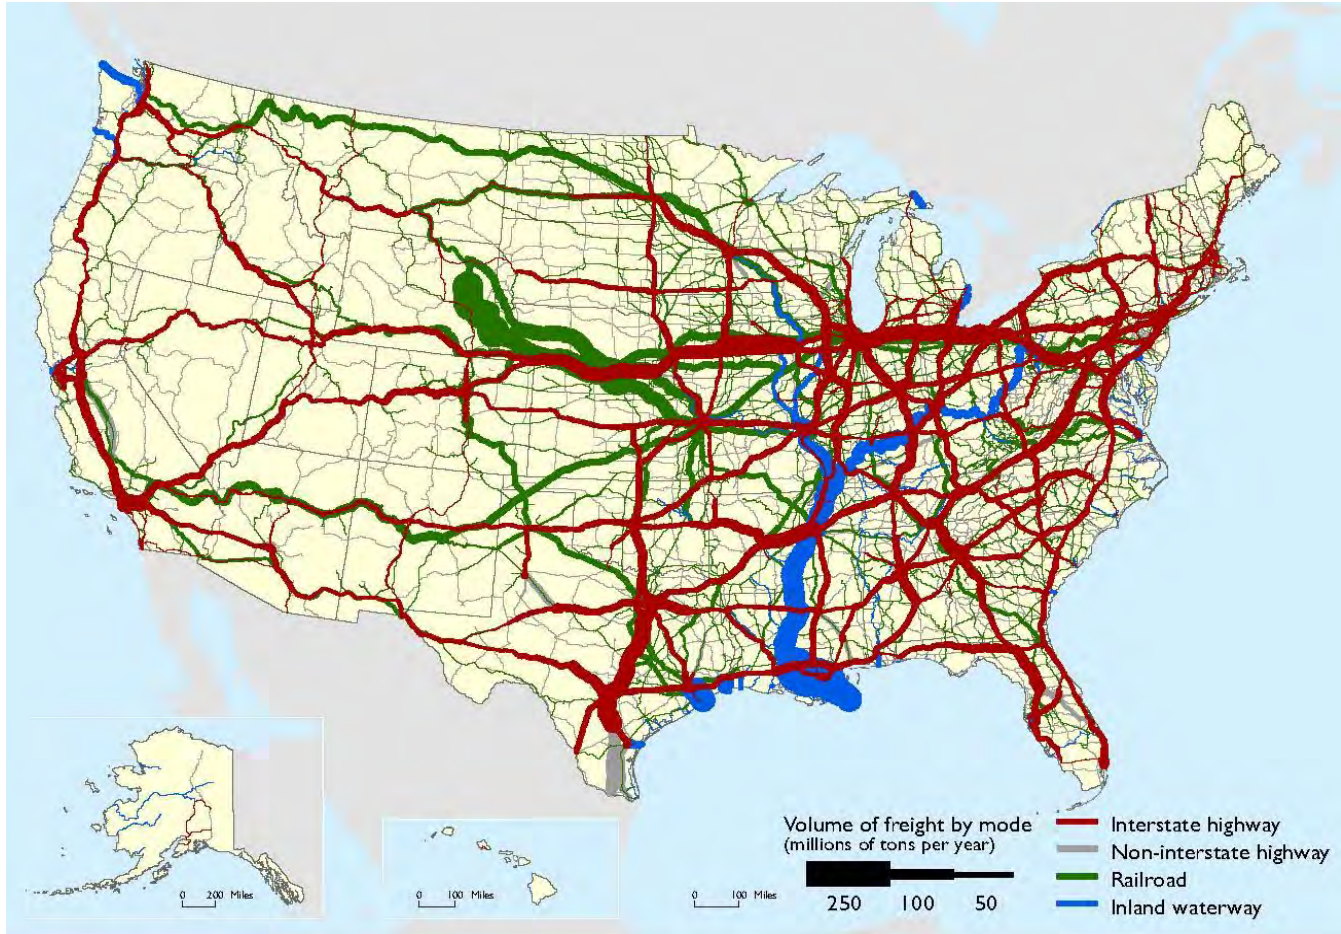 Volume of freight by mode
(millions of tons per year)
250 100 50
Interstate highway
Non-interstate highway
Railroad
Inland waterway
0 200 Miles
0 100 Miles
0 100 Miles